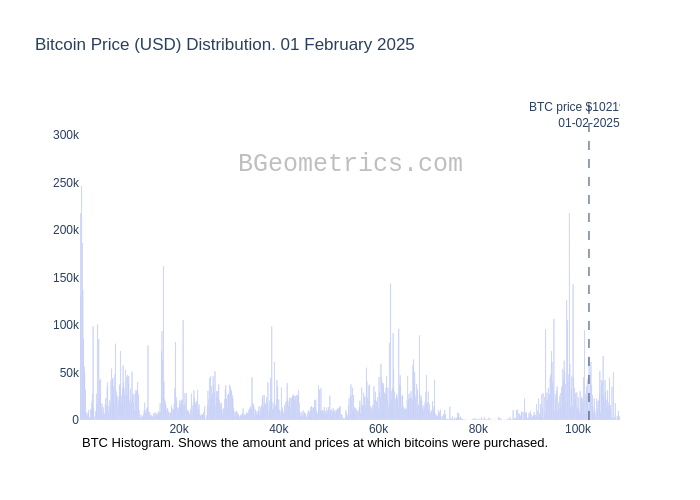 Bitcoin Price (USD) Distribution. 01 February 2025
BTC price $1021
01-02-2025
300k
BGeometrics.com
250k
200k
150k
100k
50k
0
20k 40k 60k 80k 100k
BTC Histogram. Shows the amount and prices at which bitcoins were purchased.